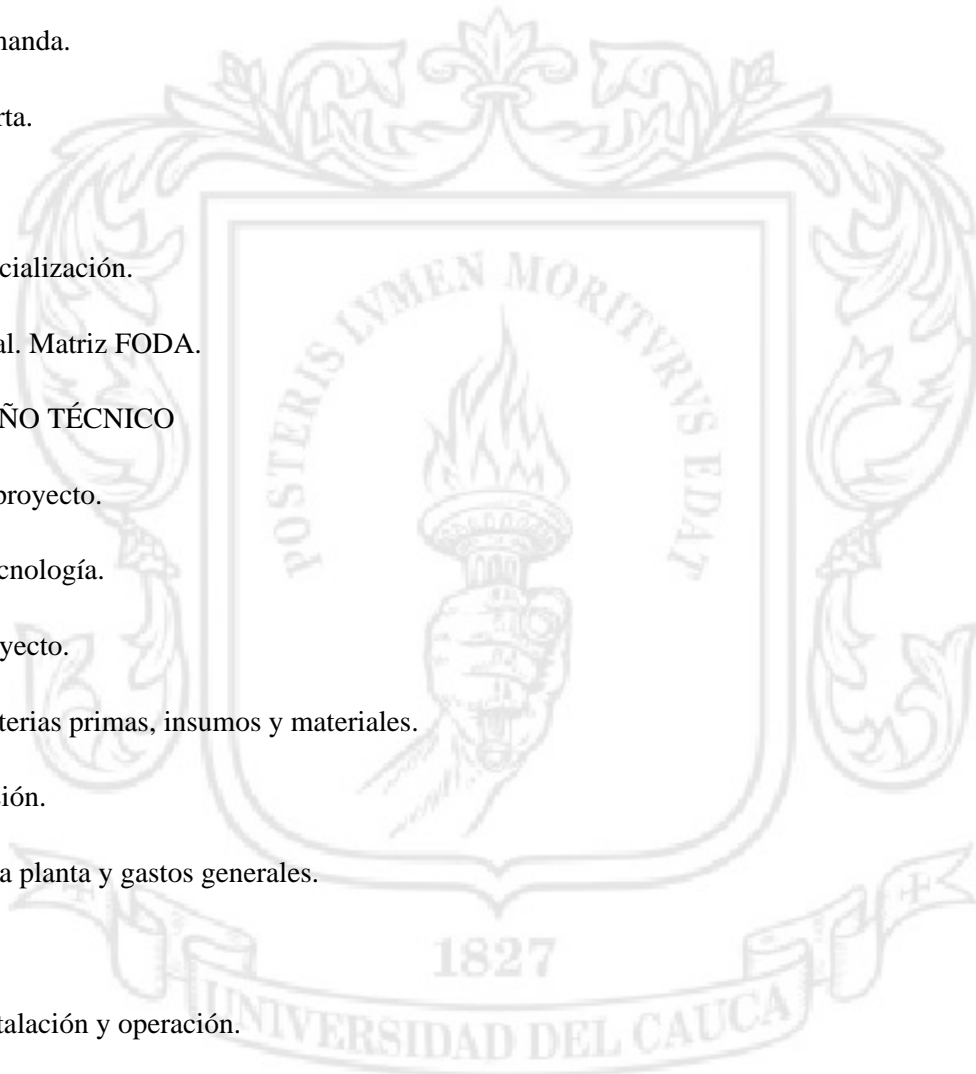 nanda.
rta.
cialización.
al. Matriz FODA.
ÑO TÉCNICO
proyecto.
cnología.
yecto.
terias primas, insumos y materiales.
ión.
a planta y gastos generales.
talación y operación.
POSTERIS LVMEN MORITVRVS EDAT
1827
UNIVERSIDAD DEL CAUCA